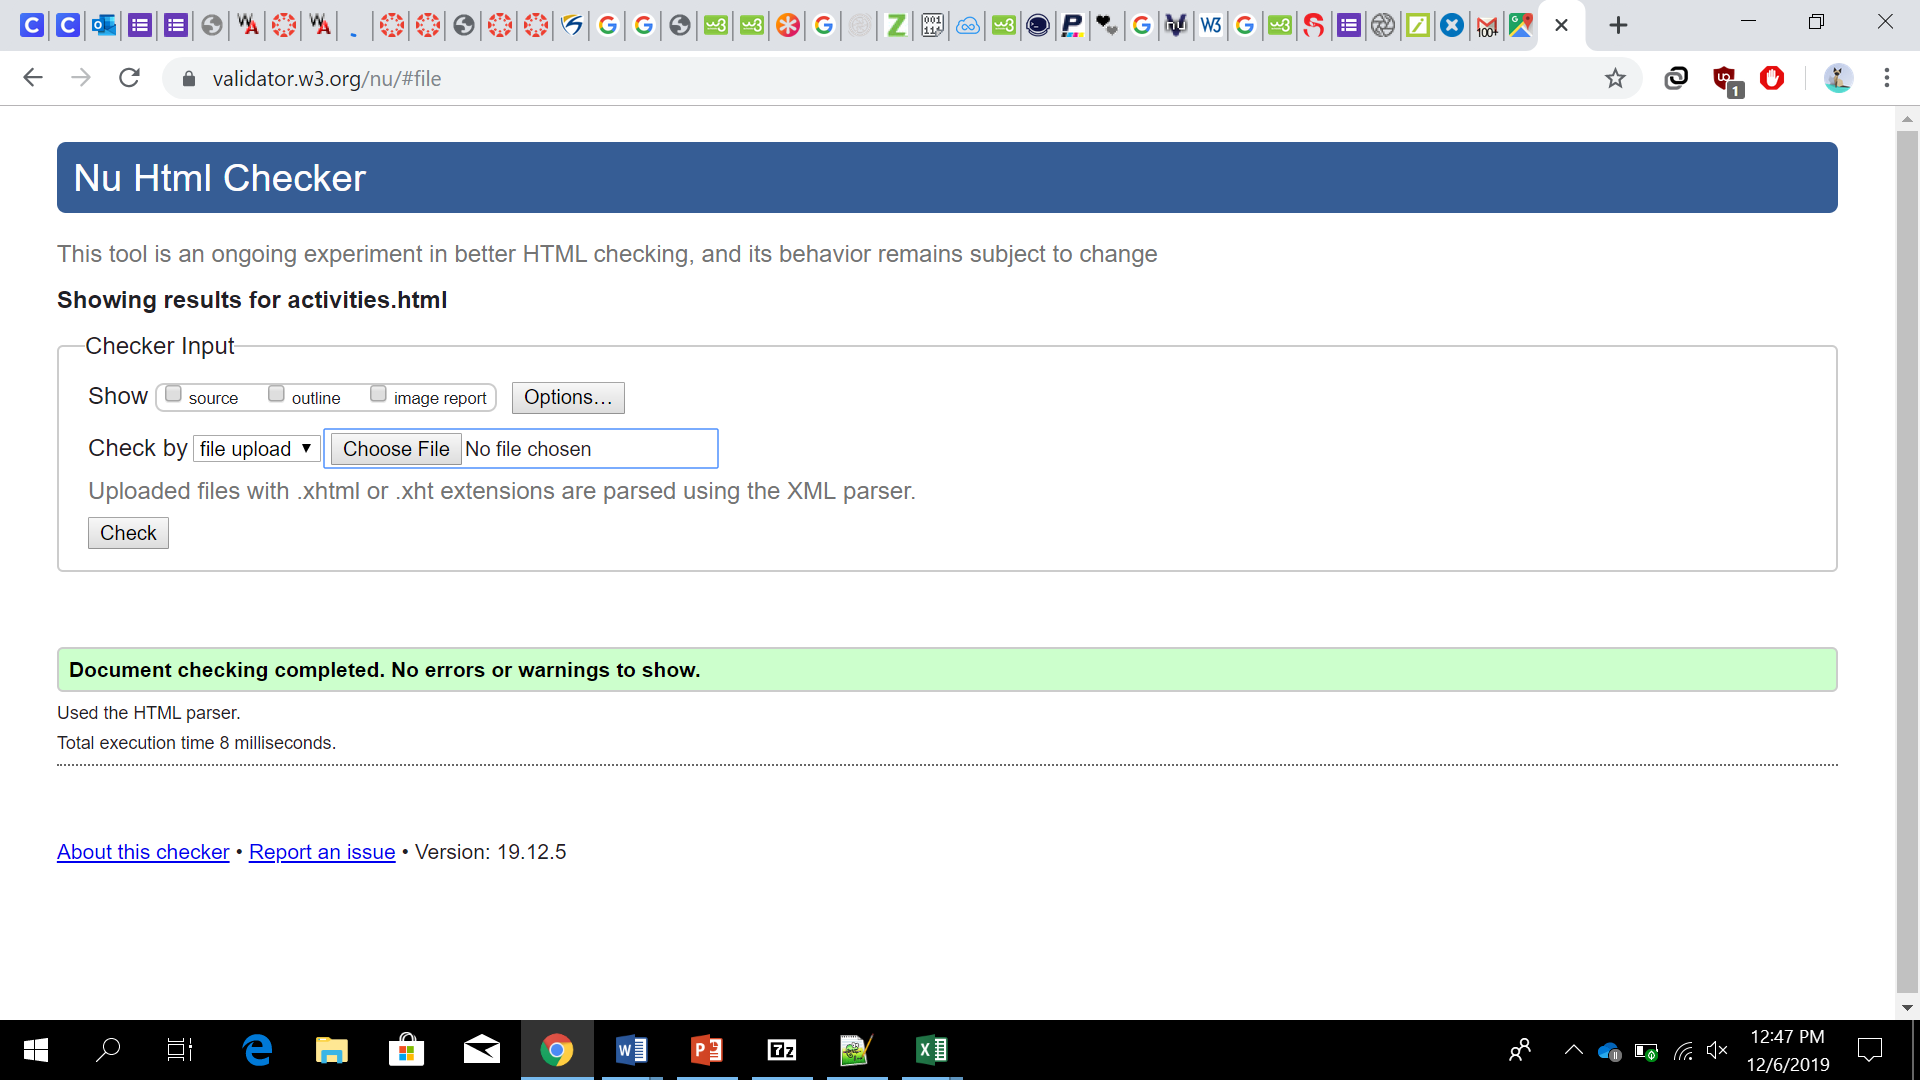 validator.w3.org/nu/#file
1
Nu Html Checker
This tool is an ongoing experiment in better HTML checking, and its behavior remains subject to change
Showing results for activities.html
Checker Input
Show source outline image report Options...
Check by file upload Choose File No file chosen
Uploaded files with .xhtml or .xht extensions are parsed using the XML parser.
Check
Document checking completed. No errors or warnings to show.
Used the HTML parser.
Total execution time 8 milliseconds.
About this checker • Report an issue • Version: 19.12.5
12:47 PM
12/6/2019